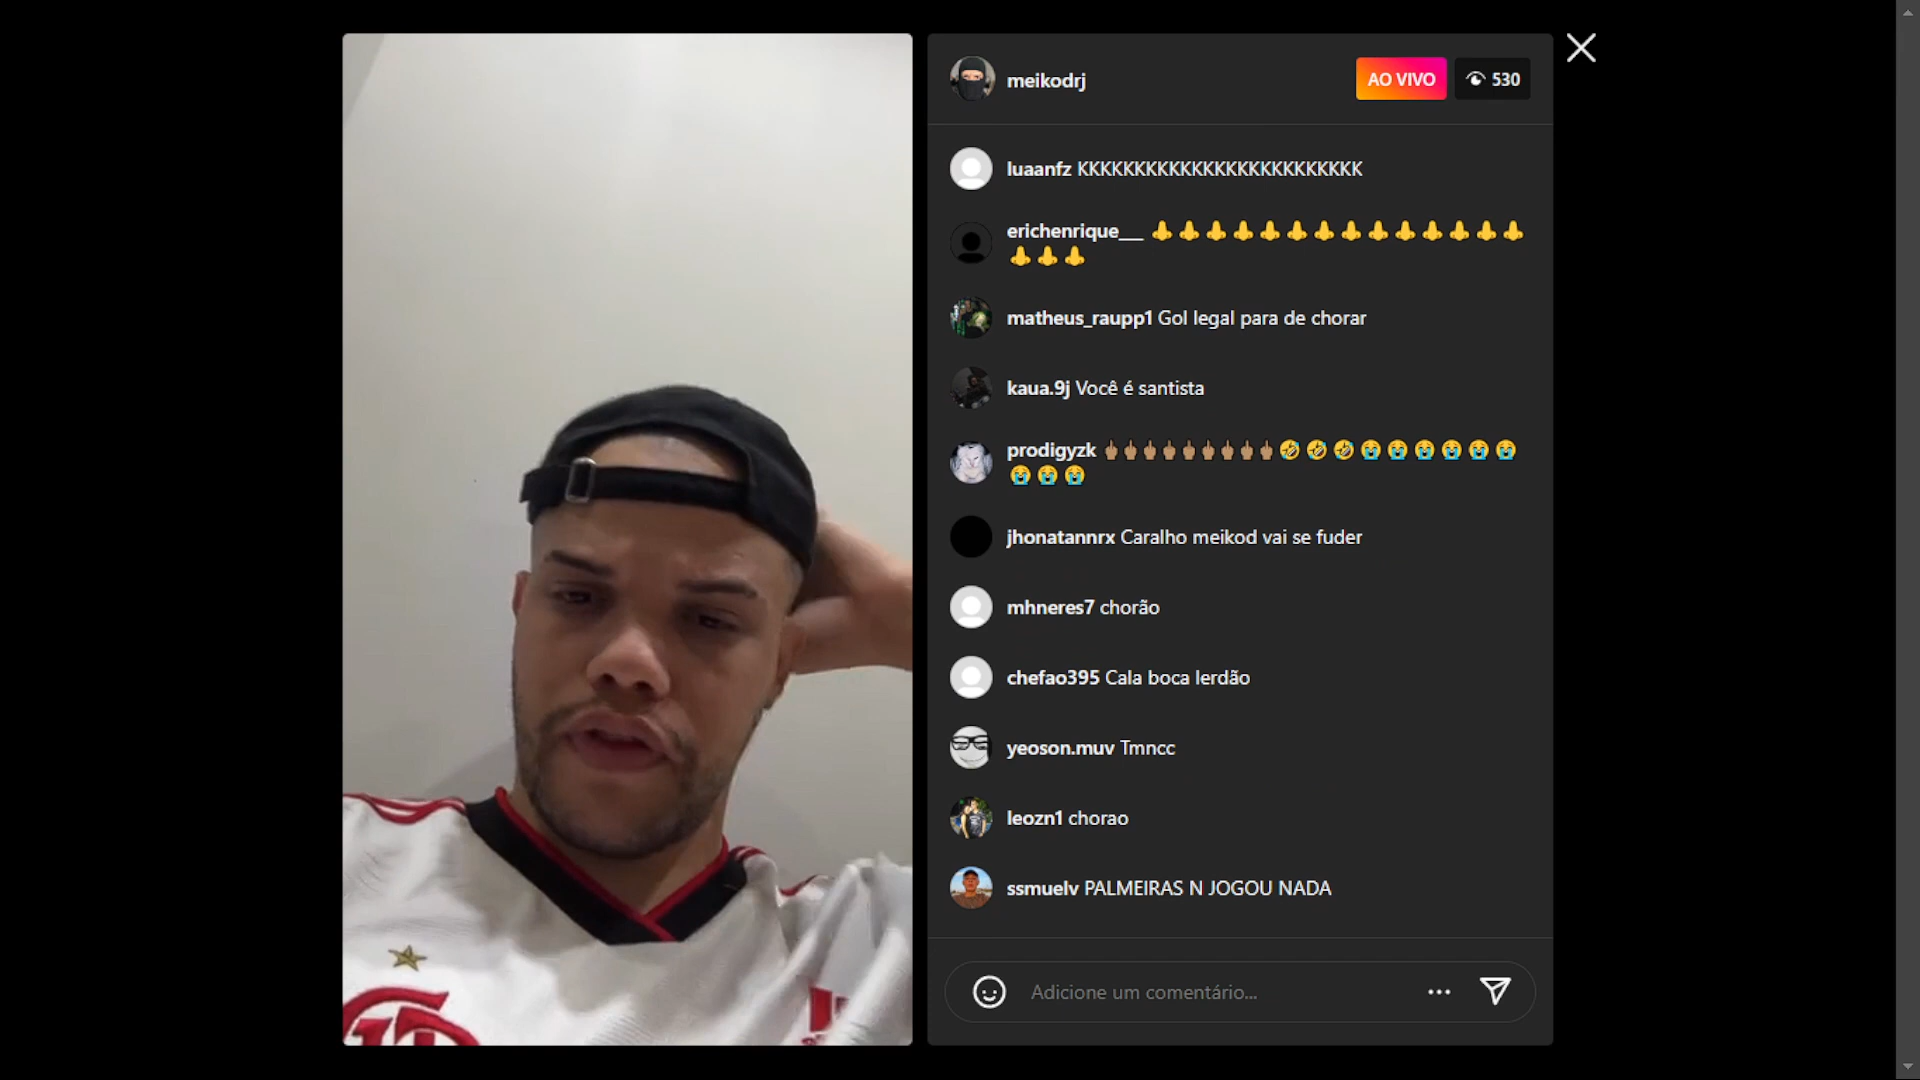 meikodrj
AO VIVO
530
luaanfz KKKKKKKKKKKKKKKKKKKKKKKKK
erichenrique___ 👃👃👃👃👃👃👃👃👃👃👃👃👃👃
👃👃👃
matheus_raupp1 Gol legal para de chorar
kaua.9j Você é santista
prodigyzk 🖕🏽🖕🏽🖕🏽🖕🏽🖕🏽🖕🏽🖕🏽🖕🏽🖕🏽🤣🤣🤣😭😭😭😭😭😭
😭😭😭
jhonatannrx Caralho meikod vai se fuder
mhneres7 chorão
chefao395 Cala boca lerdão
yeoson.muv Tmncc
leozn1 chorao
ssmuelv PALMEIRAS N JOGOU NADA
Adicione um comentário...